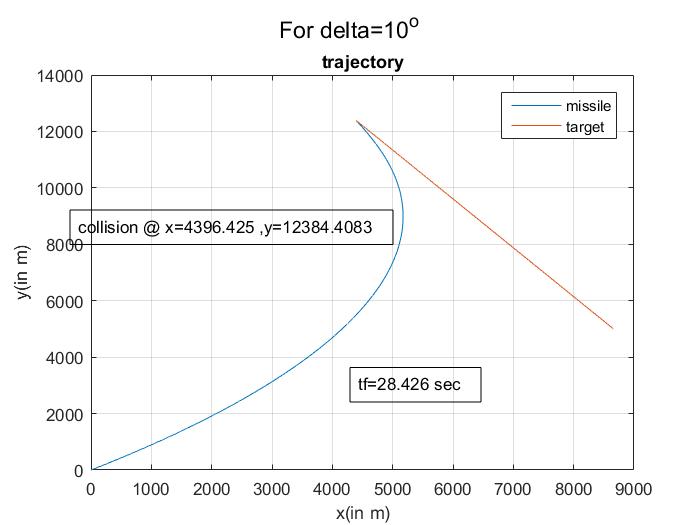 For delta=10^o
trajectory
14000
12000
10000
8000
6000
4000
2000
0
y(in m)
missile
target
collision @ x=4396.425 ,y=12384.4083
tf=28.426 sec
0 1000 2000 3000 4000 5000 6000 7000 8000 9000
x(in m)